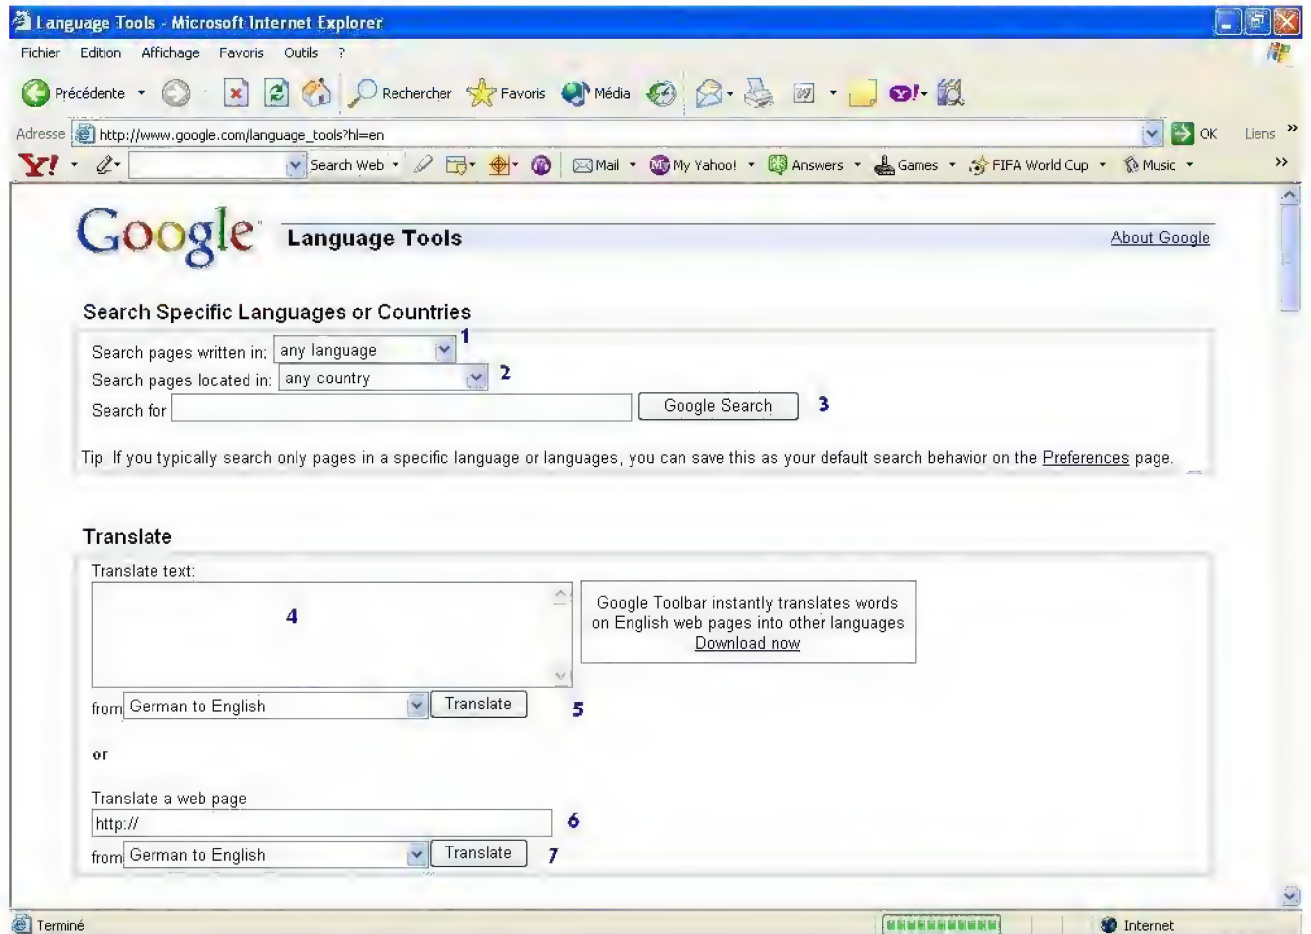 Language Tools - Microsoft Internet Explorer
Fichier Edition Affichage Favoris Outils ?
Précédente Rechercher Favoris Média
Adresse http://www.google.com/language_tools?hl=en OK Liens »
Y! Search Web Mail My Yahoo! Answers Games FIFA World Cup Music »
Google Language Tools About Google
Search Specific Languages or Countries
Search pages written in: any language 1
Search pages located in: any country 2
Search for Google Search 3
Tip. If you typically search only pages in a specific language or languages, you can save this as your default search behavior on the Preferences page.
Translate
Translate text:
4
Google Toolbar instantly translates words
on English web pages into other languages
Download now
from German to English Translate 5
or
Translate a web page
http:// 6
from German to English Translate 7
Terminé Internet